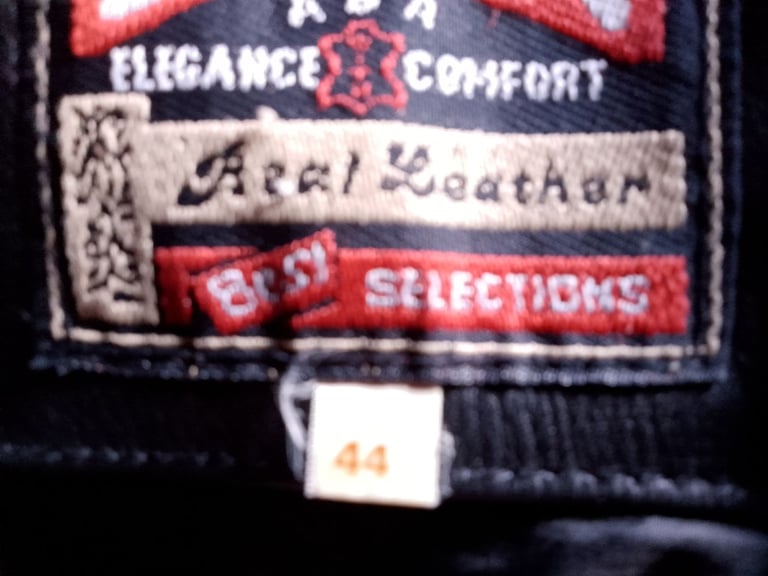 ELEGANCE COMFORT
Real Leather
Best SELECTIONS
44